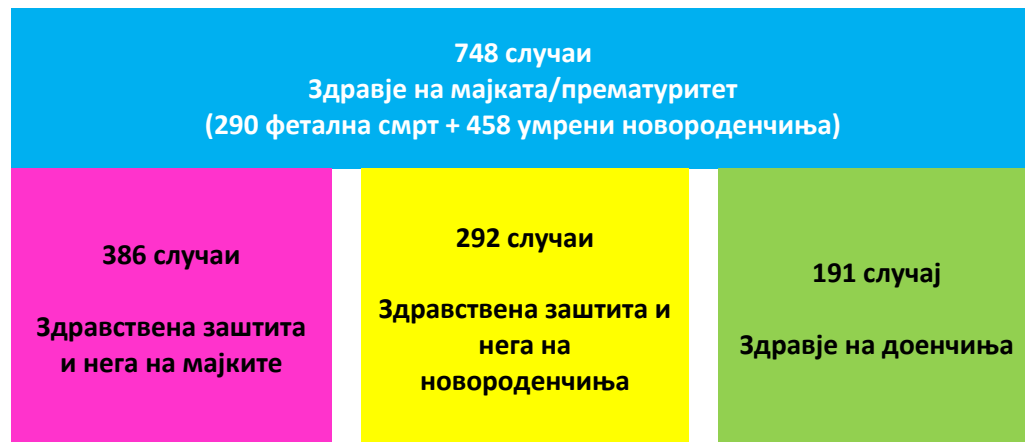 748 случаи
Здравје на мајката/прематуритет
(290 фетална смрт + 458 умрени новороденчиња)
386 случаи
Здравствена заштита
и нега на мајките
292 случаи
Здравствена заштита и
нега на
новороденчиња
191 случај
Здравје на доенчиња